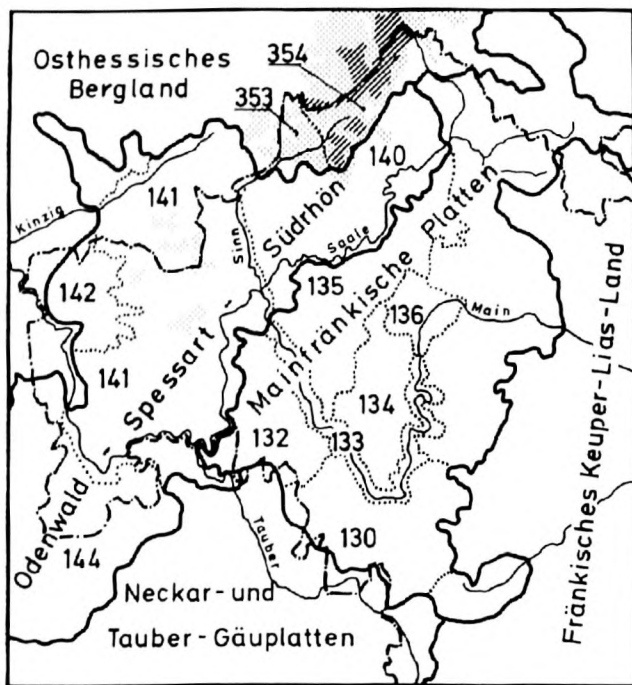 Osthessisches
Bergland
354
353
140
141
Kinzig
Sinn
Südrhön
Saale
142
135
Mainfränkische Platten
136
Main
141
Spessart
134
132
133
Odenwald
144
Tauber
130
Neckar- und
Tauber-Gäuplatten
Fränkisches Keuper-Lias-Land